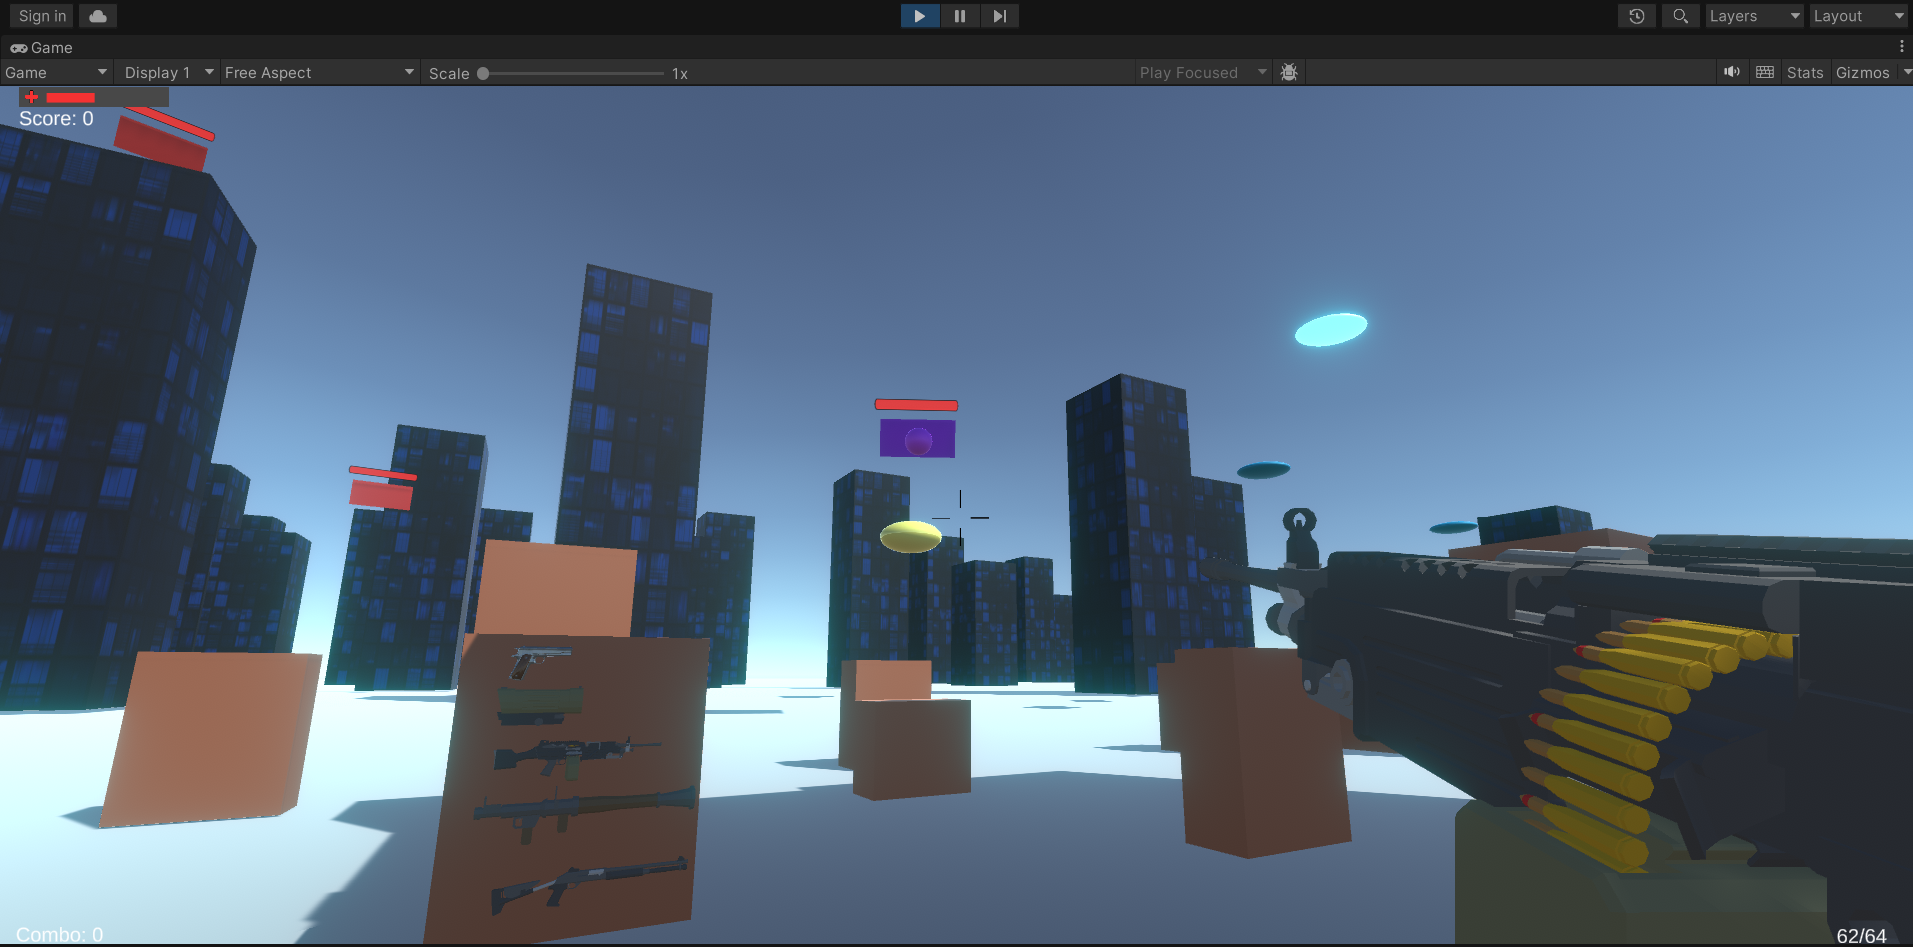 Sign in
Layers
Layout
Game
Game
Display 1
Free Aspect
Scale
1x
Play Focused
Stats
Gizmos
Score: 0
Combo: 0
62/64